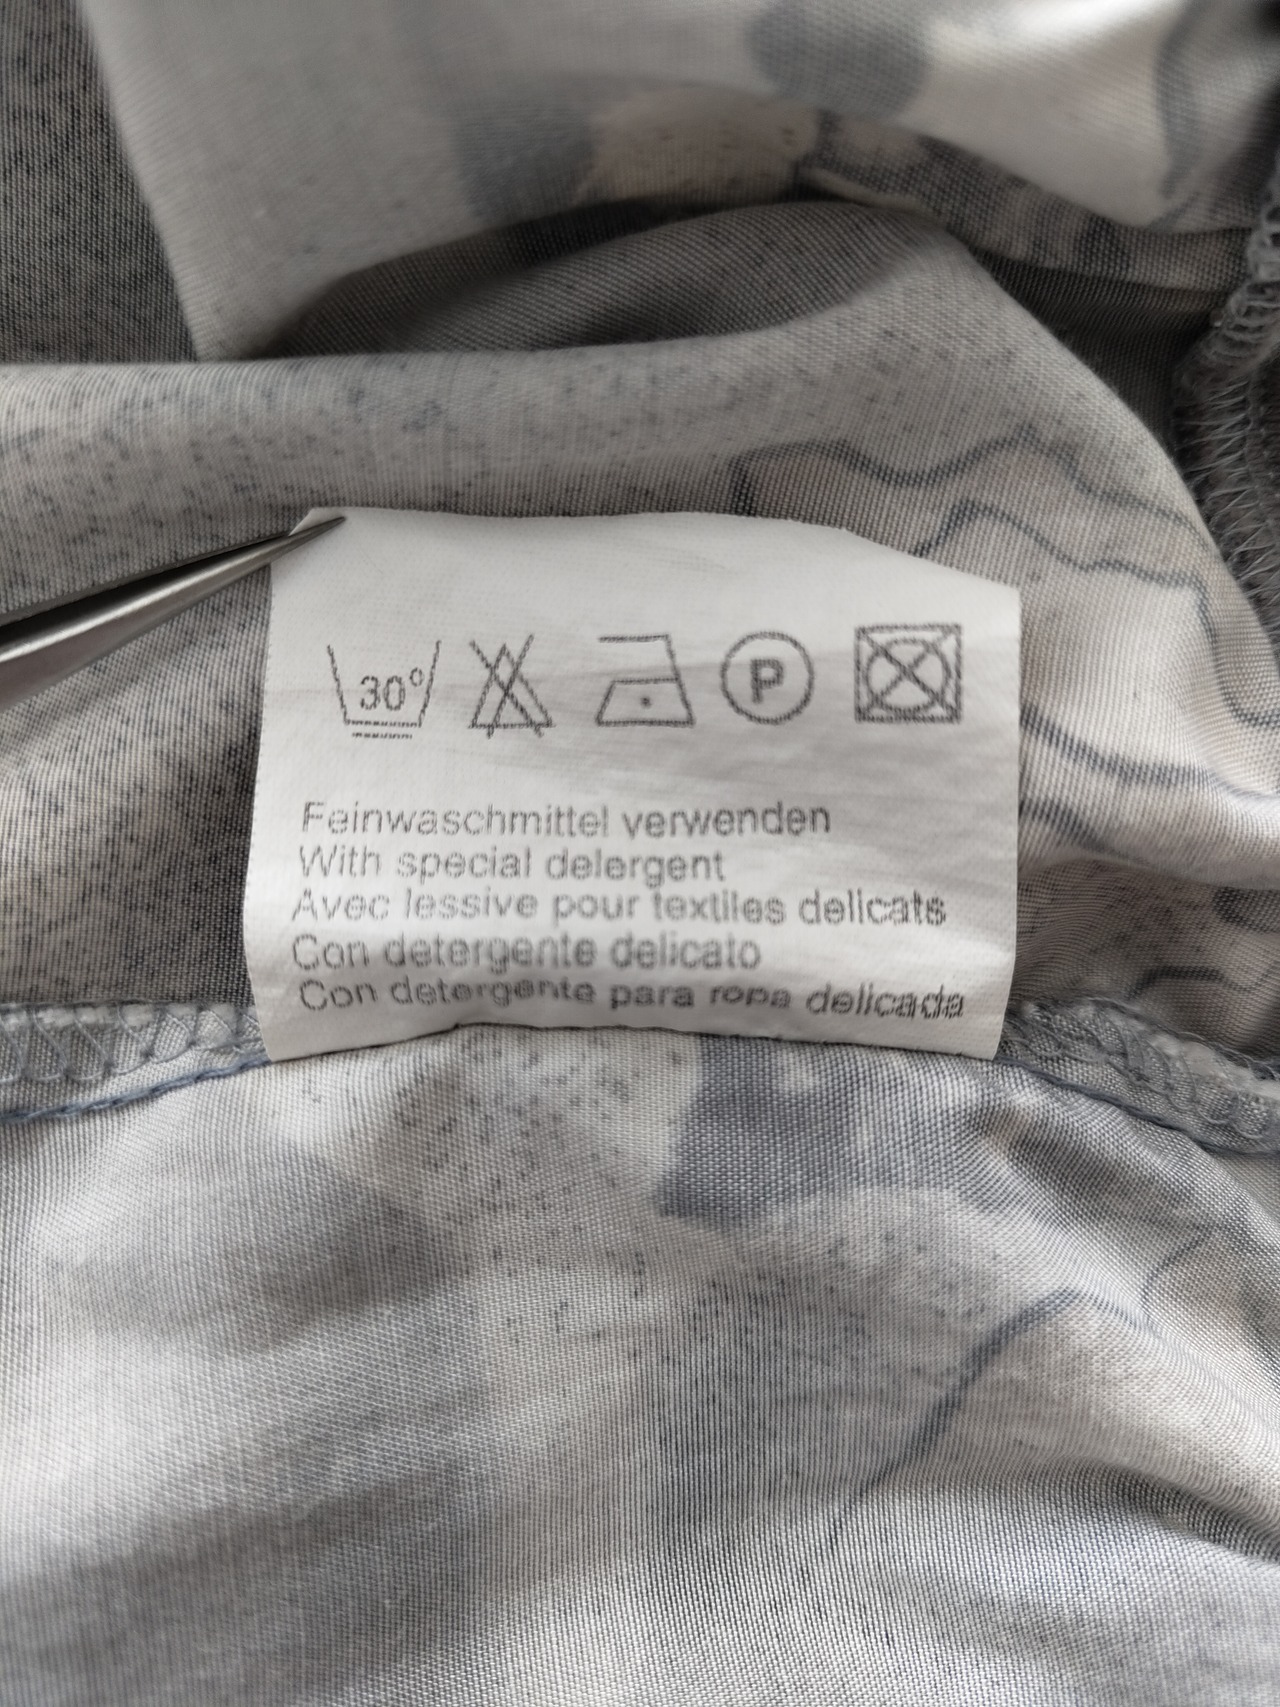 30°
P
Feinwaschmittel verwenden
With special delergent
Avec lessive pour textiles delicats
Con detergente delicato
Con detergente para ropa delicada